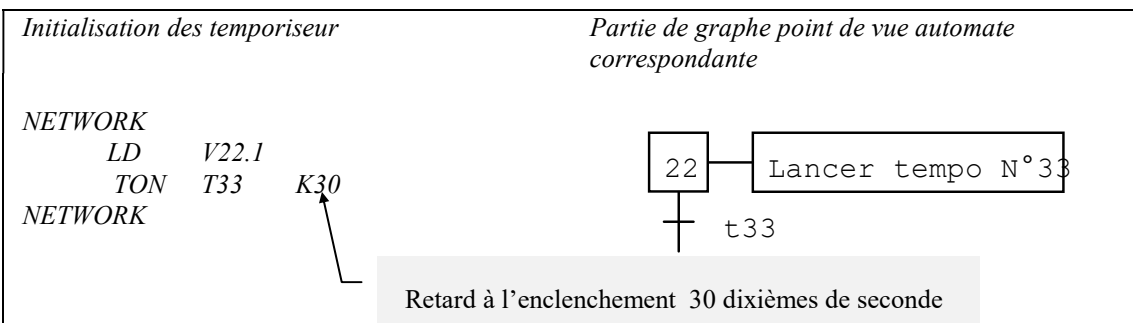 Initialisation des temporiseur
Partie de graphe point de vue automate
correspondante
NETWORK
LD V22.1
TON T33 K30
NETWORK
22
Lancer tempo N°33
t33
Retard à l’enclenchement 30 dixièmes de seconde